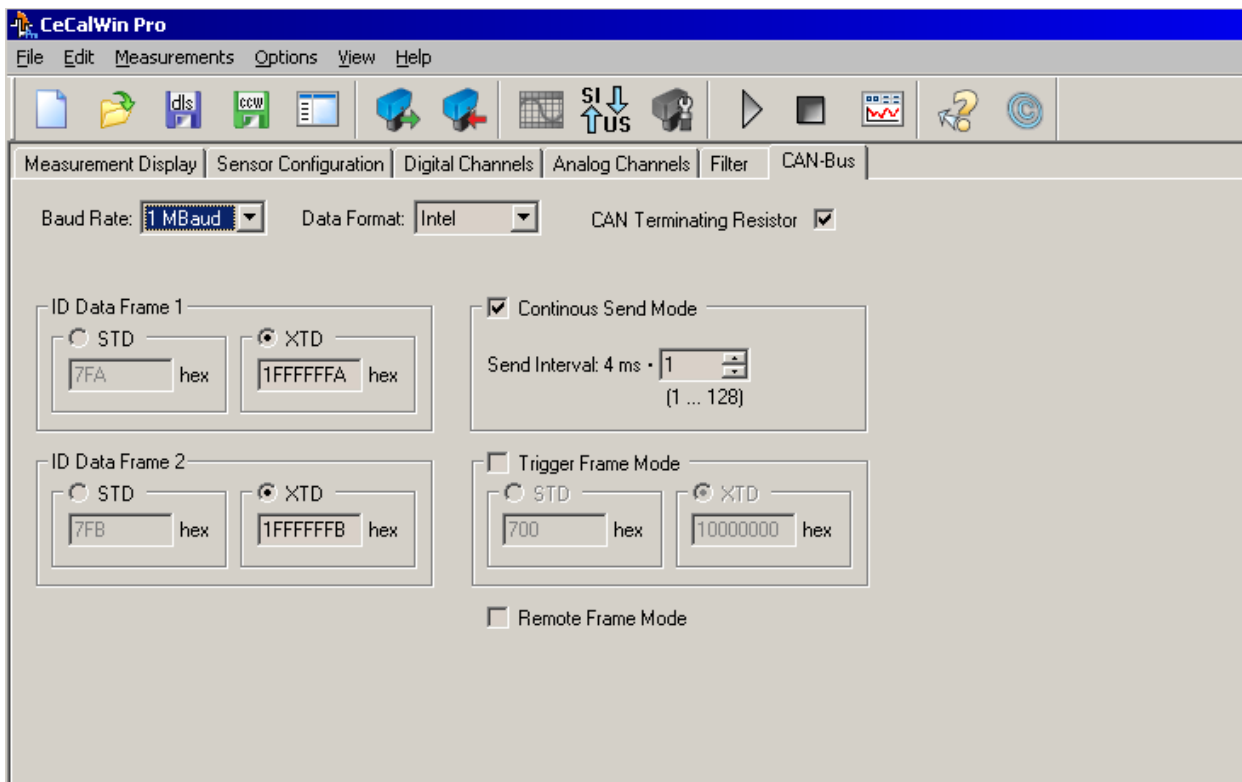 CeCalWin Pro
File Edit Measurements Options View Help
dls ccw SI US
Measurement Display Sensor Configuration Digital Channels Analog Channels Filter CAN-Bus
Baud Rate: 1 MBaud Data Format: Intel CAN Terminating Resistor
ID Data Frame 1
STD XTD
7FA hex 1FFFFFFA hex
Continous Send Mode
Send Interval: 4 ms · 1
(1 ... 128)
ID Data Frame 2
STD XTD
7FB hex 1FFFFFFB hex
Trigger Frame Mode
STD XTD
700 hex 10000000 hex
Remote Frame Mode